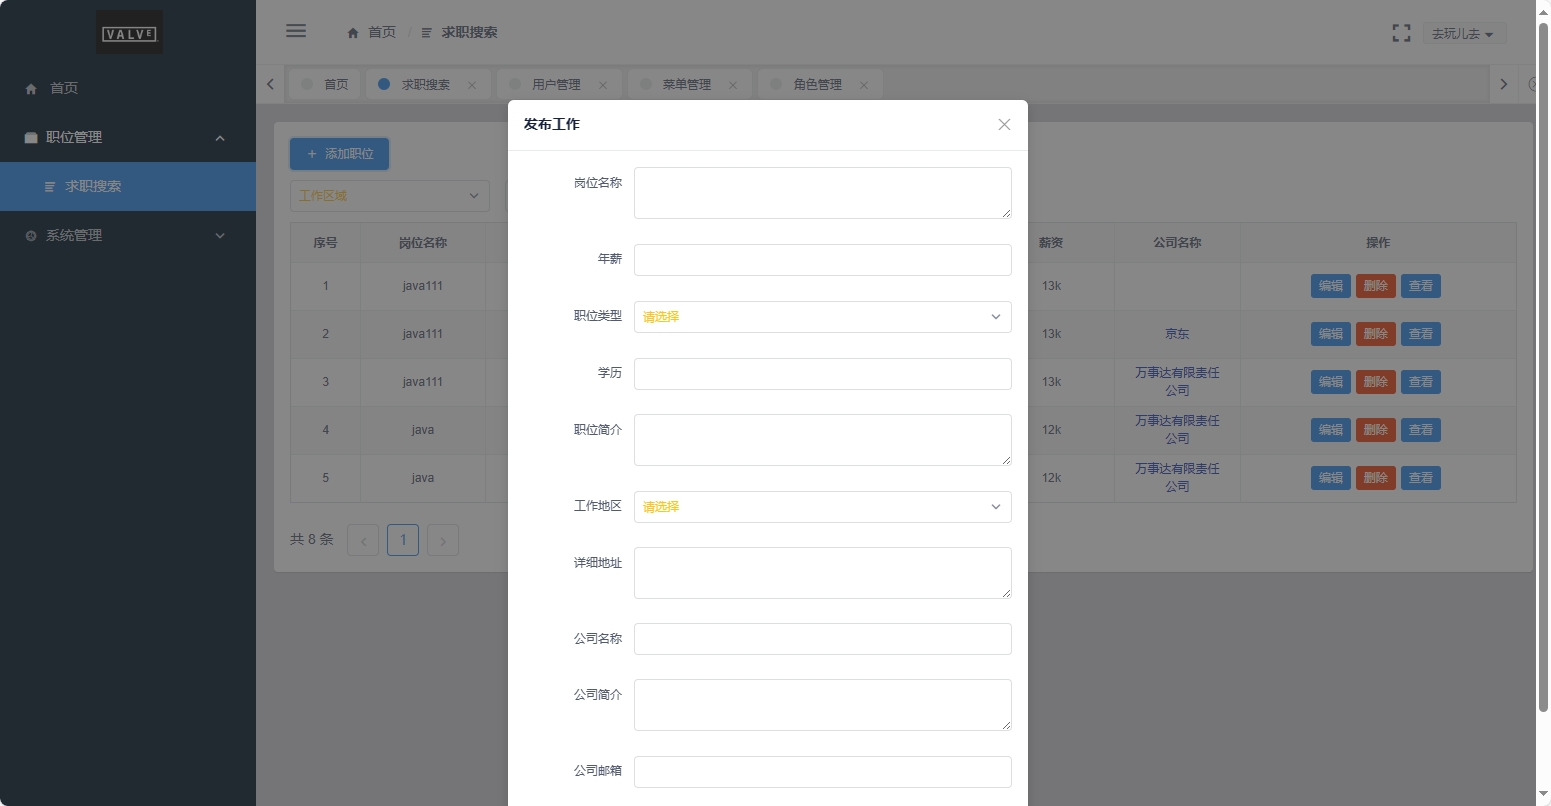 VALVE
首页
职位管理
求职搜索
系统管理
首页 / 求职搜索
去玩儿去
首页 求职搜索 用户管理 菜单管理 角色管理
添加职位
工作区域
序号 岗位名称 薪资 公司名称 操作
1 java111 13k 编辑 删除 查看
2 java111 13k 京东 编辑 删除 查看
3 java111 13k 万事达有限责任
公司 编辑 删除 查看
4 java 12k 万事达有限责任
公司 编辑 删除 查看
5 java 12k 万事达有限责任
公司 编辑 删除 查看
共 8 条 1
发布工作
岗位名称
年薪
职位类型 请选择
学历
职位简介
工作地区 请选择
详细地址
公司名称
公司简介
公司邮箱